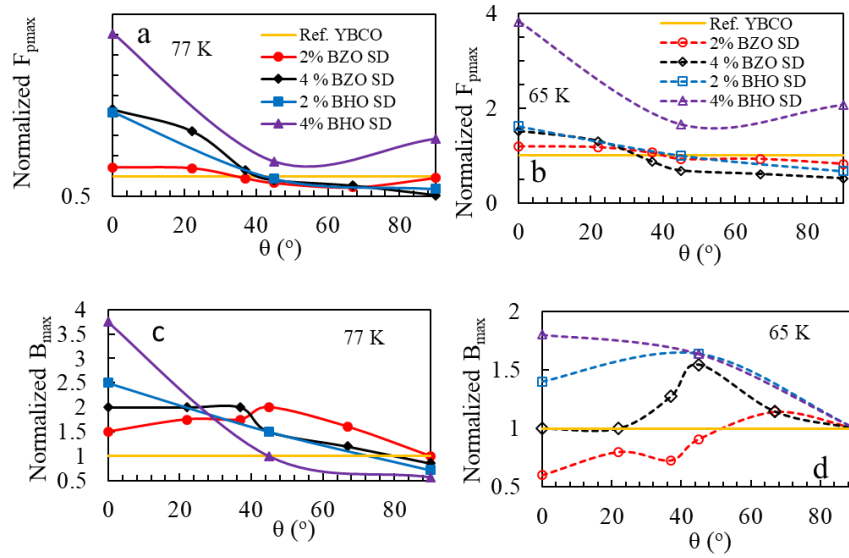 a
77 K
Ref. YBCO
2% BZO SD
4 % BZO SD
2 % BHO SD
4% BHO SD
Normalized Fpmax
0.5
0 20 40 60 80
θ (o)
4
2
0
Ref. YBCO
2% BZO SD
4% BZO SD
2% BHO SD
4% BHO SD
65 K
b
Normalized Fpmax
0 20 40 60 80
θ (o)
4
3.5
3
2.5
2
1.5
1
0.5
c
77 K
Normalized Bmax
0 20 40 60 80
θ (o)
2
1.5
1
0.5
65 K
d
Normalized Bmax
0 20 40 60 80
θ (o)